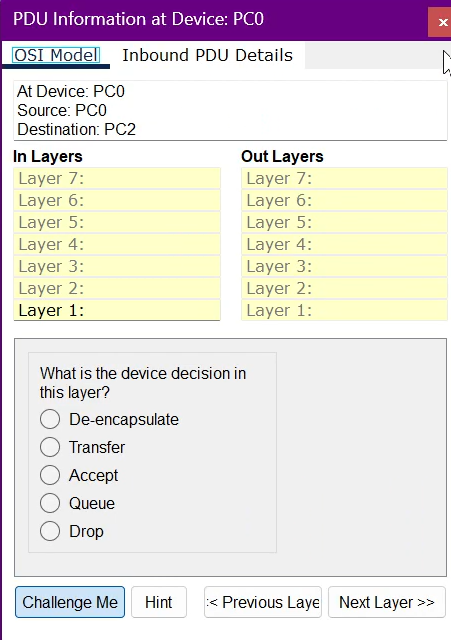 PDU Information at Device: PC0
×
OSI Model Inbound PDU Details
At Device: PC0
Source: PC0
Destination: PC2
In Layers Out Layers
Layer 7: Layer 7:
Layer 6: Layer 6:
Layer 5: Layer 5:
Layer 4: Layer 4:
Layer 3: Layer 3:
Layer 2: Layer 2:
Layer 1: Layer 1:
What is the device decision in
this layer?
De-encapsulate
Transfer
Accept
Queue
Drop
Challenge Me Hint :< Previous Laye Next Layer >>